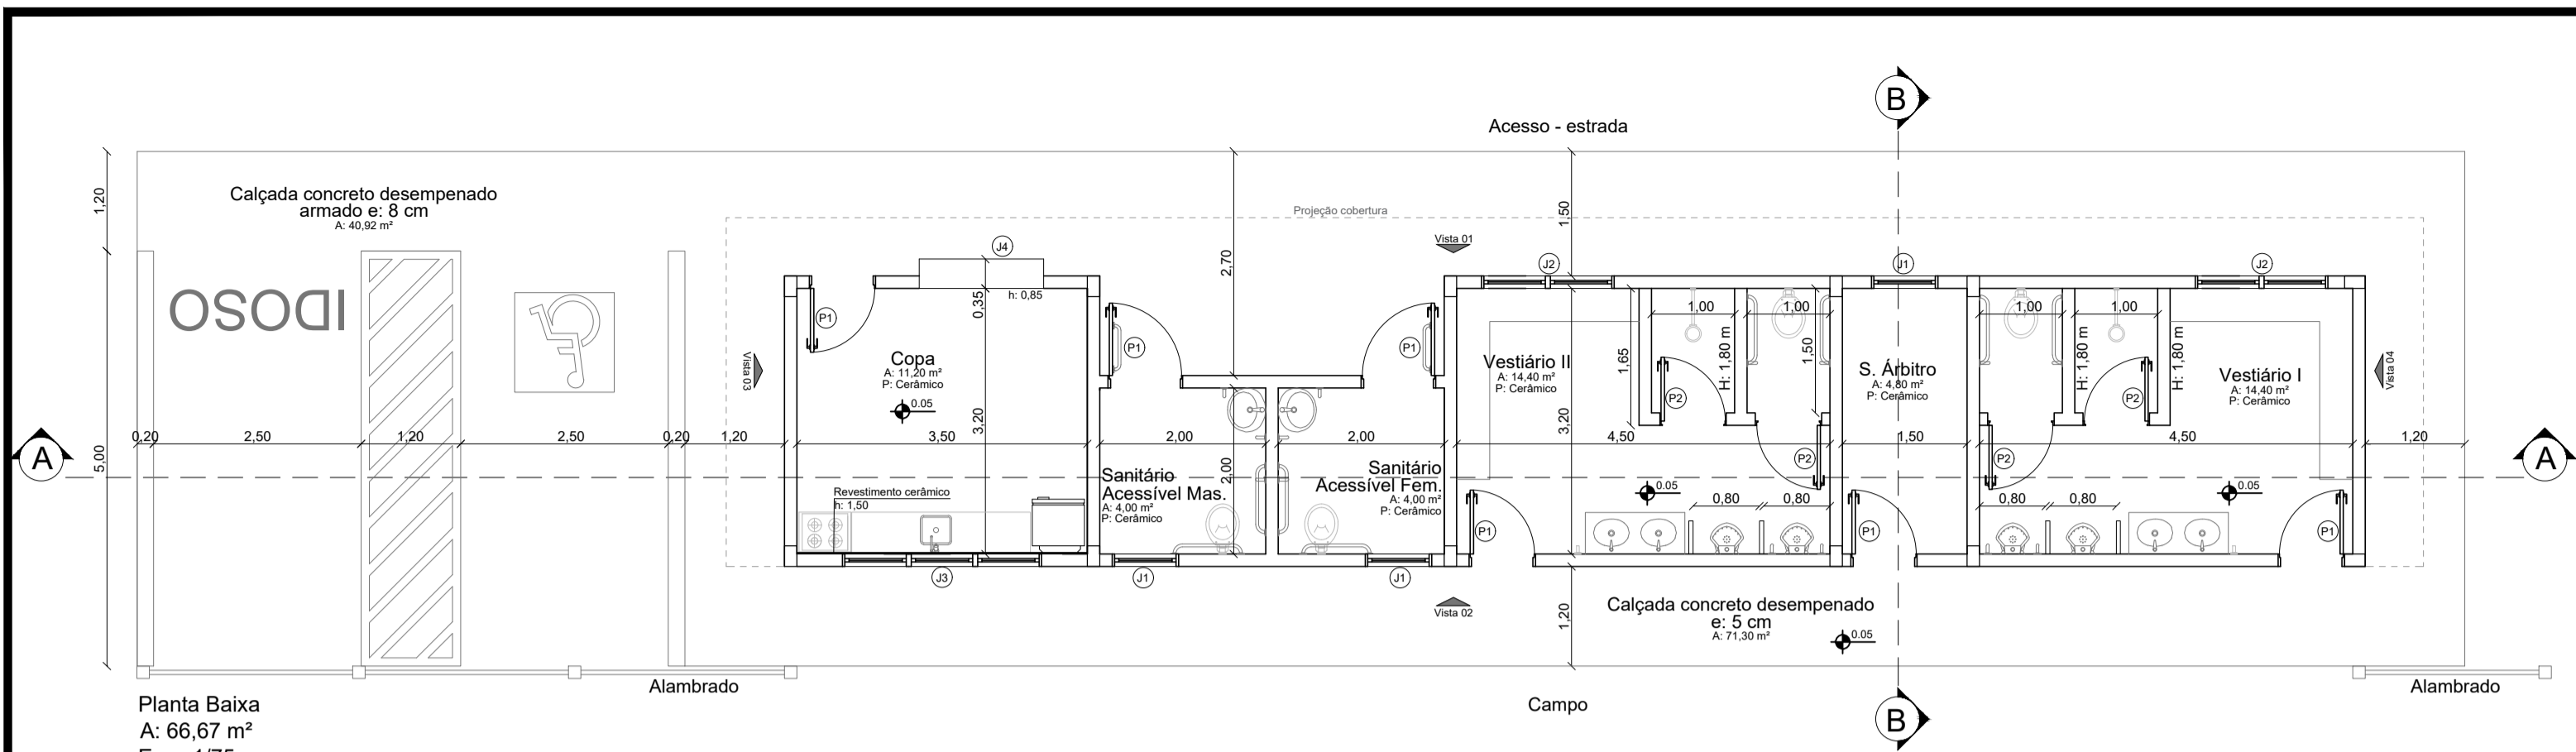 B
Acesso - estrada
1,20
Calçada concreto desempenado
armado e: 8 cm
A: 40,92 m²
Projeção cobertura
1,50
2,70
Vista 01
J4
J2
J1
J2
IDOSO
h: 0,85
0,35
P1
P1
P1
1,00
1,00
1,00
1,00
Vista 03
Copa
A: 11,20 m²
P: Cerâmico
0.05
3,20
Vestiário II
A: 14,40 m²
P: Cerâmico
1,65
H: 1,80 m
1,50
P2
S. Árbitro
A: 4,80 m²
P: Cerâmico
H: 1,80 m
P2
H: 1,80 m
Vestiário I
A: 14,40 m²
P: Cerâmico
Vista 04
A
5,00
0,20
2,50
1,20
2,50
0,20
1,20
3,50
2,00
2,00
3,20
4,50
1,50
4,50
1,20
A
P2
P2
Sanitário
Acessível Mas.
A: 4,00 m²
P: Cerâmico
2,00
Sanitário
Acessível Fem.
A: 4,00 m²
P: Cerâmico
Revestimento cerâmico
h: 1,50
0.05
0.05
0,80
0,80
0,80
0,80
P1
P1
P1
J3
J1
J1
Vista 02
1,20
Calçada concreto desempenado
e: 5 cm
A: 71,30 m²
0.05
Alambrado
Alambrado
Campo
B
Planta Baixa
A: 66,67 m²